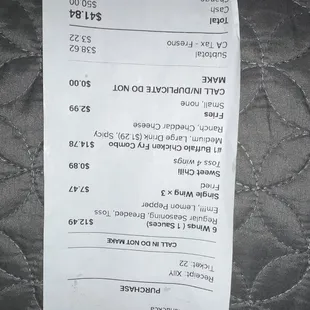 PURCHASE
Receipt: XIIY
Ticket: 22
CALL IN DO NOT MAKE
6 Wings ( 1 Sauces) $12.49
Regular Seasoning, Breaded, Toss
Em!!!, Lemon Pepper
Single Wing × 3 $7.47
Fried
Sweet Chili $0.89
Toss 4 wings
#1 Buffalo Chicken Fry Combo $14.78
Medium, Large Drink ($1.29), Spicy
Ranch, Cheddar Cheese
Fries $2.99
Small, none
CALL IN/DUPLICATE DO NOT $0.00
MAKE
Subtotal $38.62
CA Tax - Fresno $3.22
Total $41.84
Cash $50.00